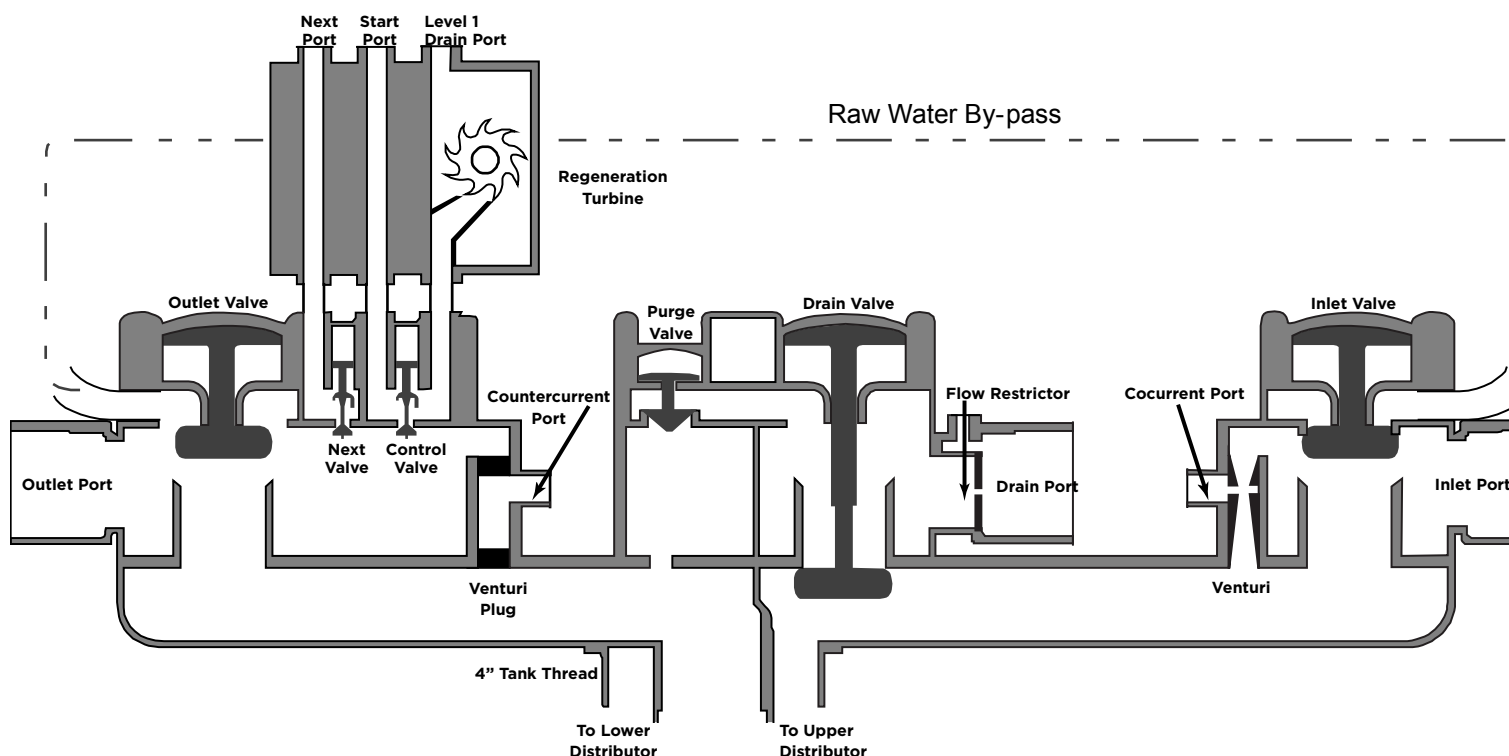 Next
Port
Start
Port
Level 1
Drain Port
Raw Water By-pass
Regeneration
Turbine
Outlet Valve
Purge
Valve
Drain Valve
Inlet Valve
Countercurrent
Port
Flow Restrictor
Cocurrent Port
Next
Valve
Control
Valve
Outlet Port
Drain Port
Inlet Port
Venturi
Plug
Venturi
4” Tank Thread
To Lower
Distributor
To Upper
Distributor